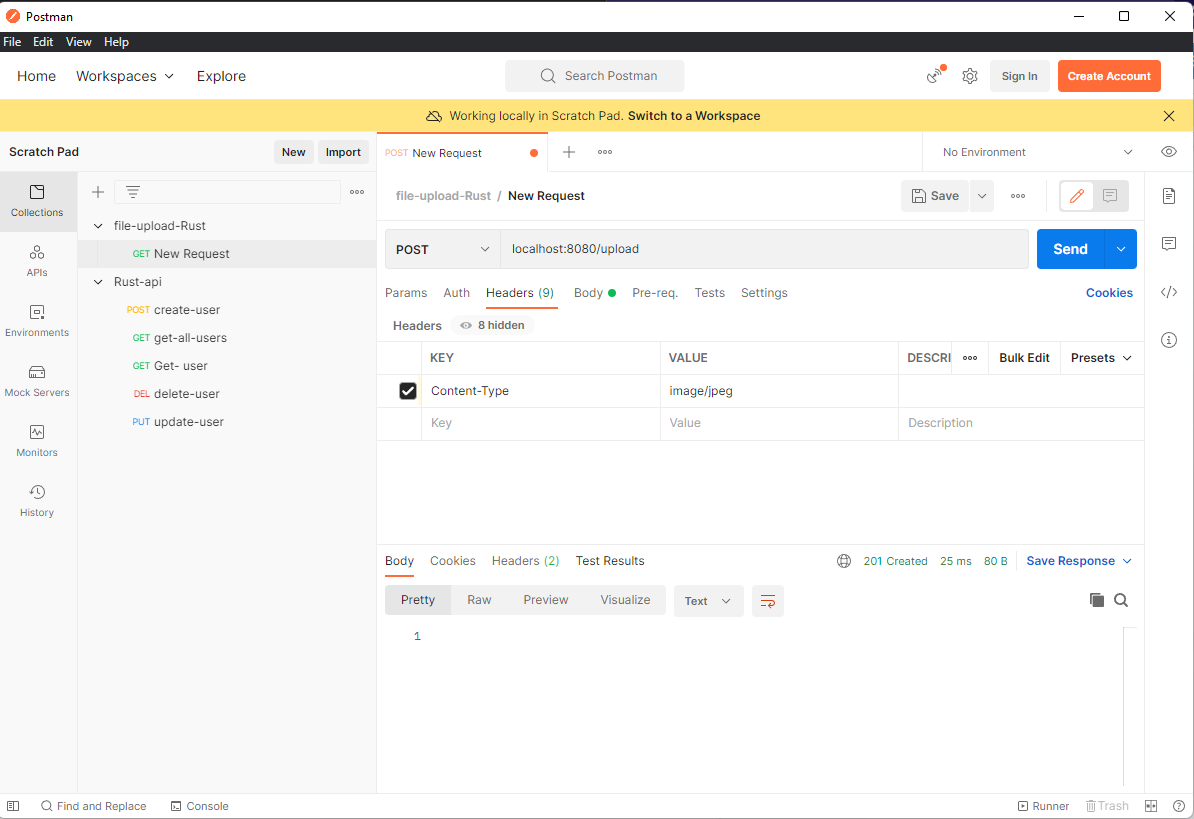 Postman
File Edit View Help
Home Workspaces Explore Search Postman Sign In Create Account
Working locally in Scratch Pad. Switch to a Workspace
Scratch Pad New Import
POST New Request No Environment
Collections
APIs
Environments
Mock Servers
Monitors
History
file-upload-Rust
GET New Request
Rust-api
POST create-user
GET get-all-users
GET Get- user
DEL delete-user
PUT update-user
file-upload-Rust / New Request Save
POST localhost:8080/upload Send
Params Auth Headers (9) Body Pre-req. Tests Settings Cookies
Headers 8 hidden
KEY VALUE DESCRI Bulk Edit Presets
Content-Type image/jpeg
Key Value Description
Body Cookies Headers (2) Test Results 201 Created 25 ms 80 B Save Response
Pretty Raw Preview Visualize Text
1
Find and Replace Console Runner Trash